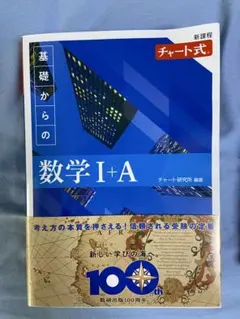 新課程
チャート式
基礎からの
数学 I+A
チャート研究所 編著
考え方の本質を押さえる!信頼される受験の定番
新しい学びの海へ
100th
数研出版100周年